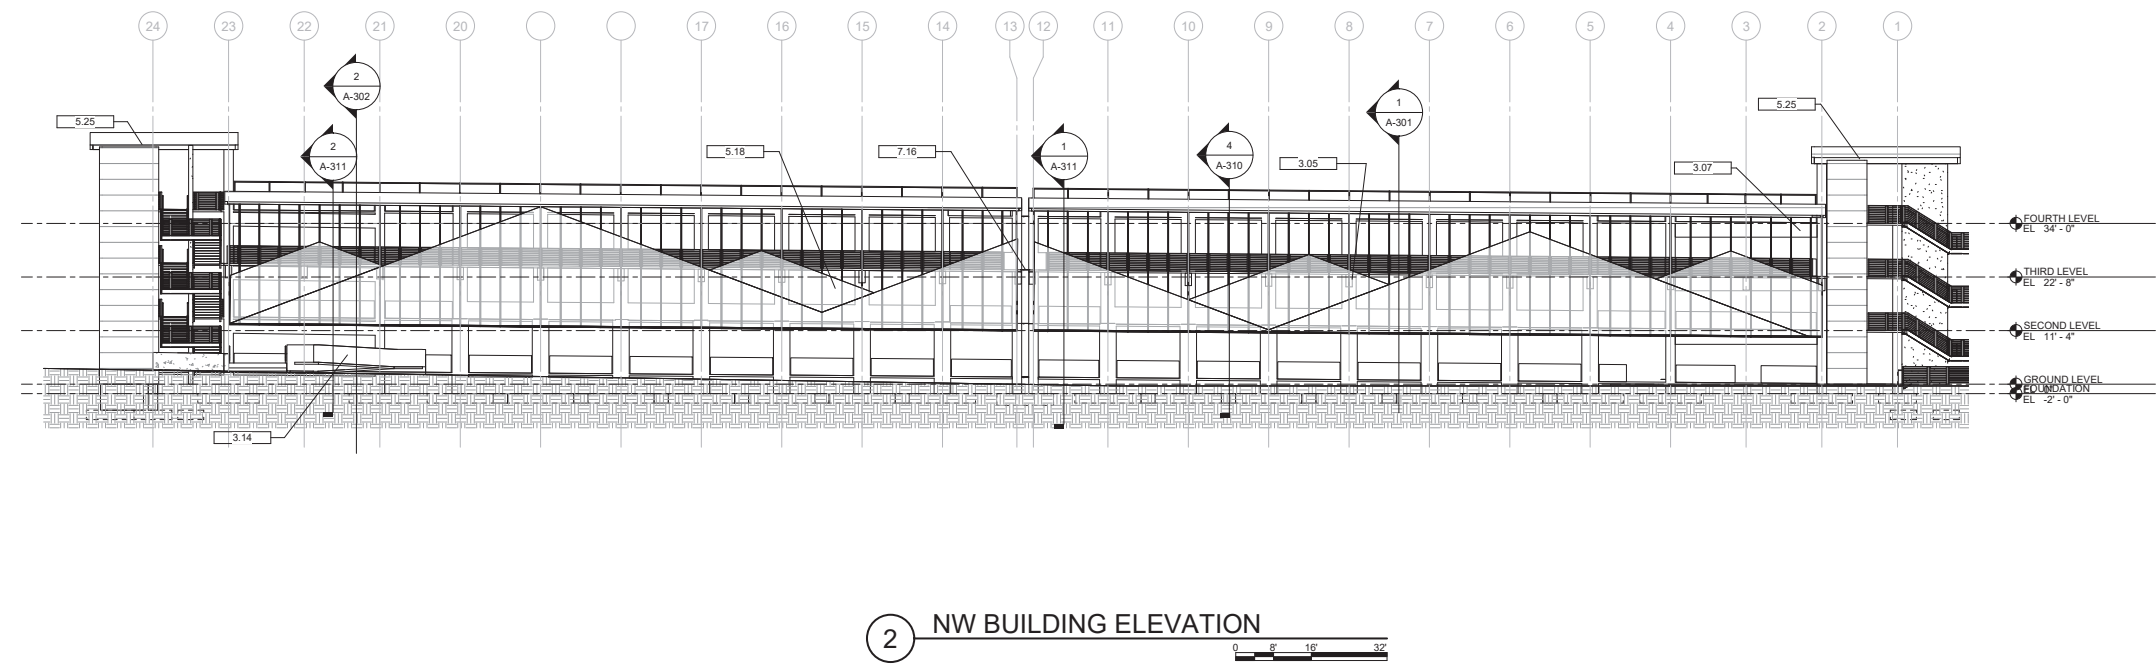 24 23 22 21 20 17 16 15 14 13 12 11 10 9 8 7 6 5 4 3 2 1
2
A-302
1
A-301
5.25
5.25
2
A-311
5.18
7.16
1
A-311
4
A-310
3.05
3.07
FOURTH LEVEL
EL 34' - 0"
THIRD LEVEL
EL 22' - 8"
SECOND LEVEL
EL 11' - 4"
GROUND LEVEL
FOUNDATION
EL -2' - 0"
3.14
2 NW BUILDING ELEVATION
0 8' 16' 32'